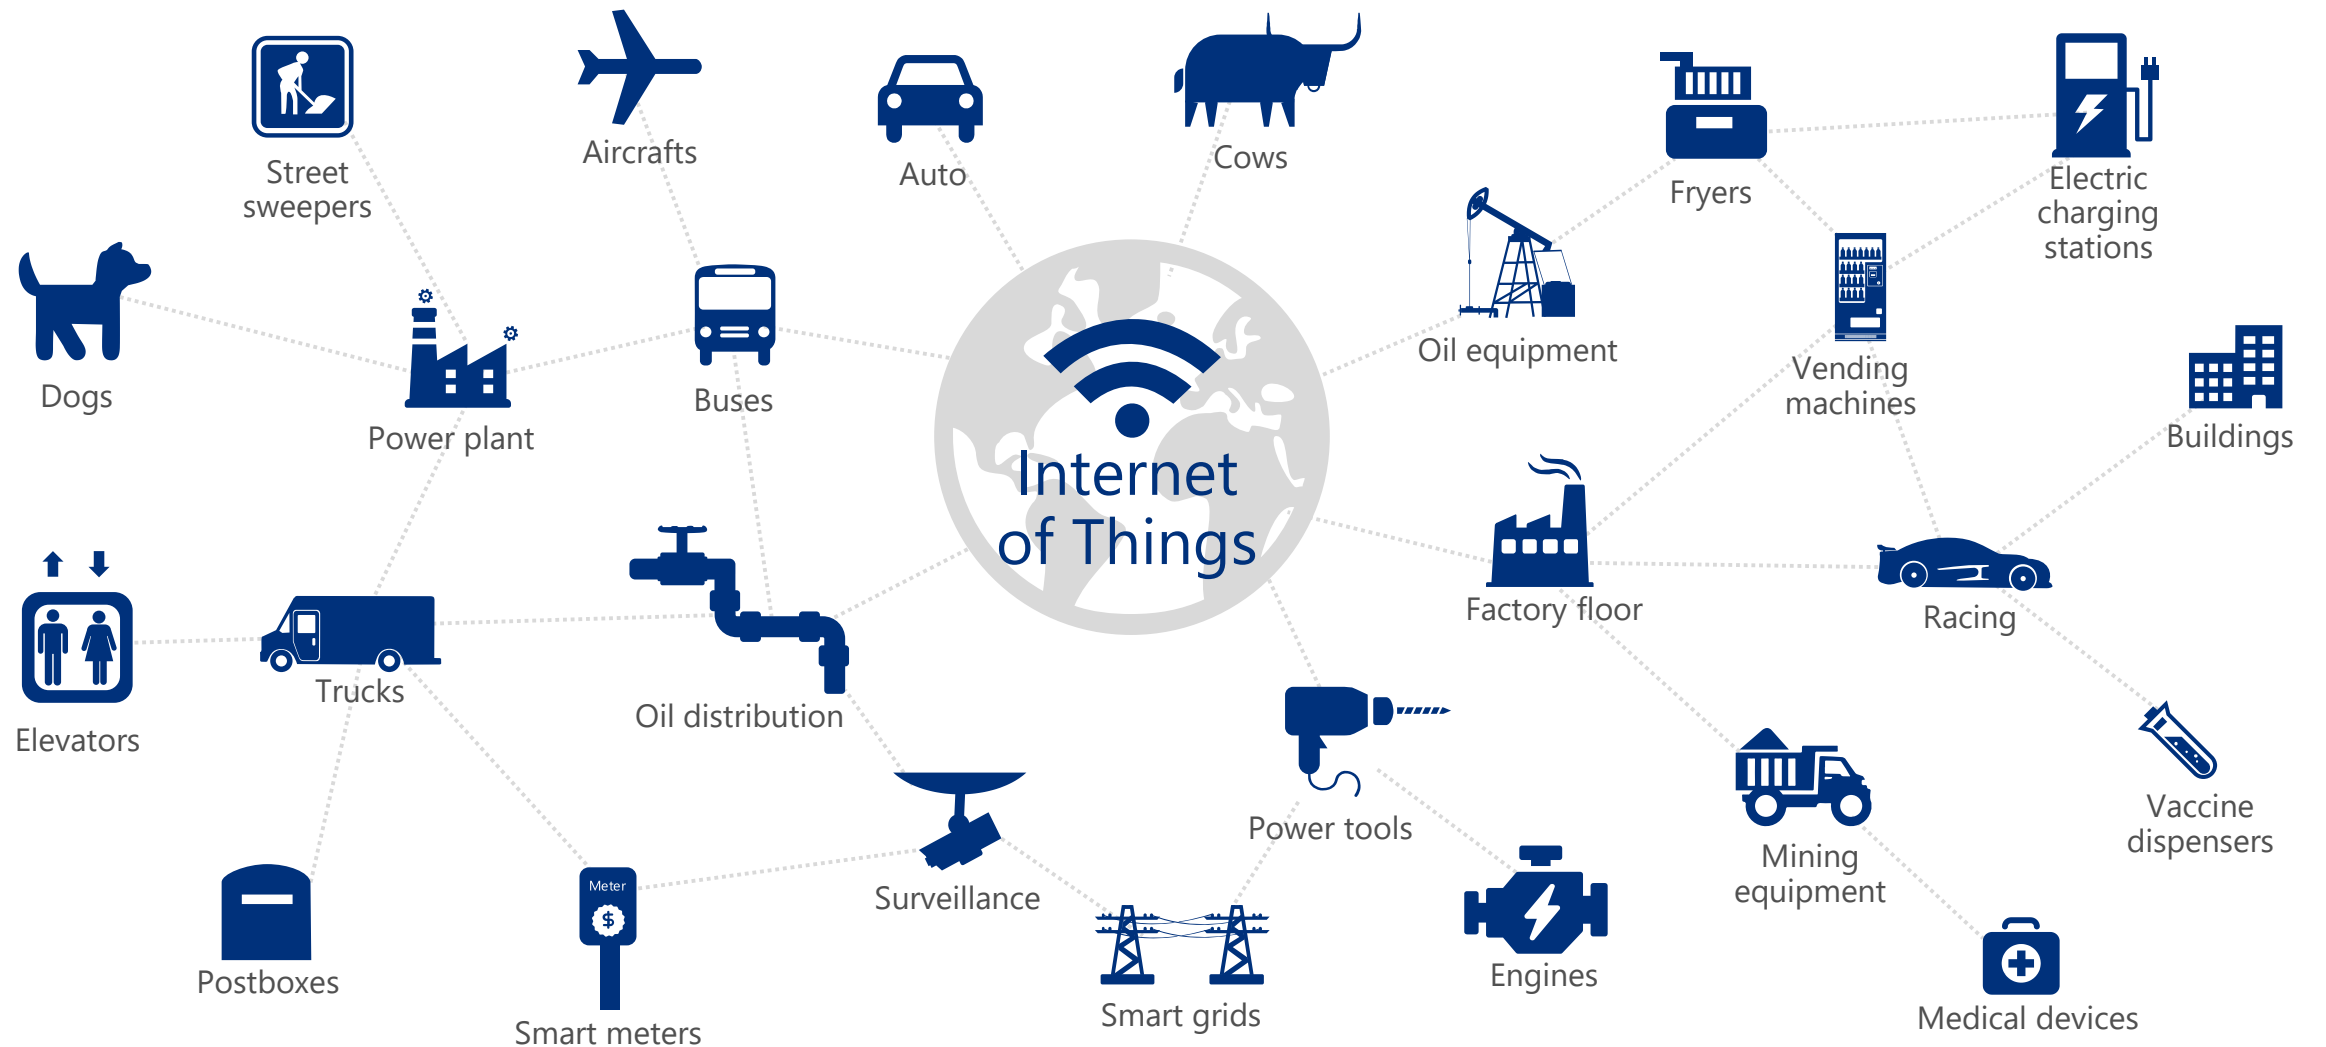 Street
sweepers
Aircrafts
Auto
Cows
Fryers
Electric
charging
stations
Dogs
Power plant
Buses
Oil equipment
Vending
machines
Buildings
Internet
of Things
Elevators
Trucks
Oil distribution
Factory floor
Racing
Postboxes
Meter
$
Smart meters
Surveillance
Power tools
Smart grids
Engines
Mining
equipment
Vaccine
dispensers
Medical devices